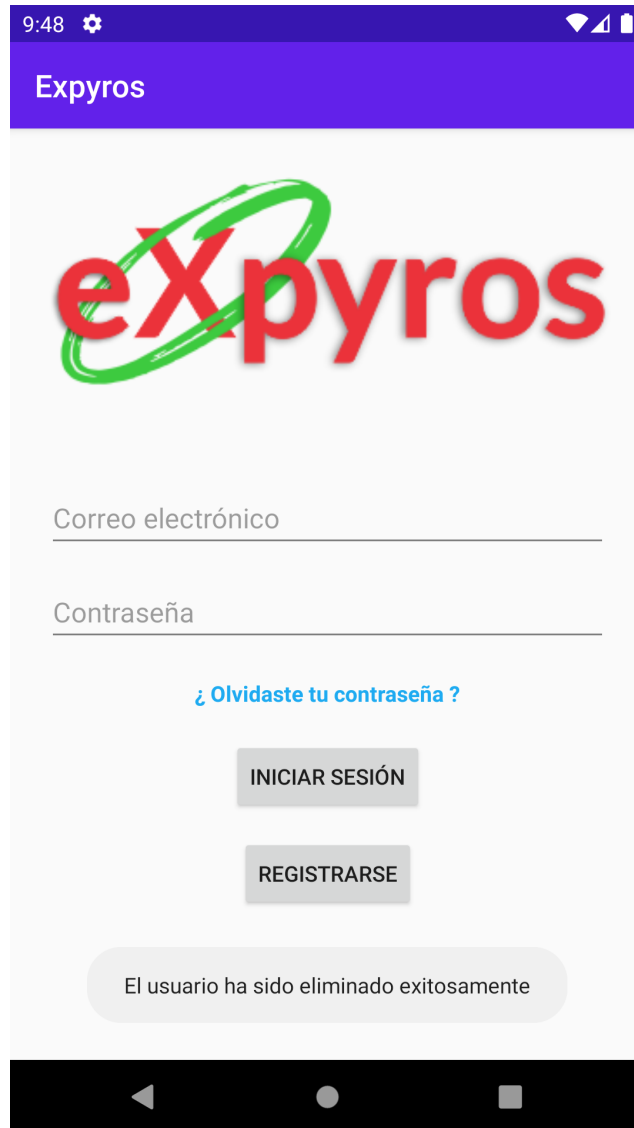 9:48
Expyros
eXpyros
Correo electrónico
Contraseña
¿ Olvidaste tu contraseña ?
INICIAR SESIÓN
REGISTRARSE
El usuario ha sido eliminado exitosamente